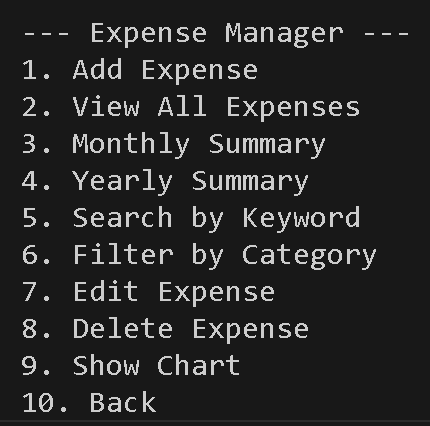 --- Expense Manager ---
1. Add Expense
2. View All Expenses
3. Monthly Summary
4. Yearly Summary
5. Search by Keyword
6. Filter by Category
7. Edit Expense
8. Delete Expense
9. Show Chart
10. Back